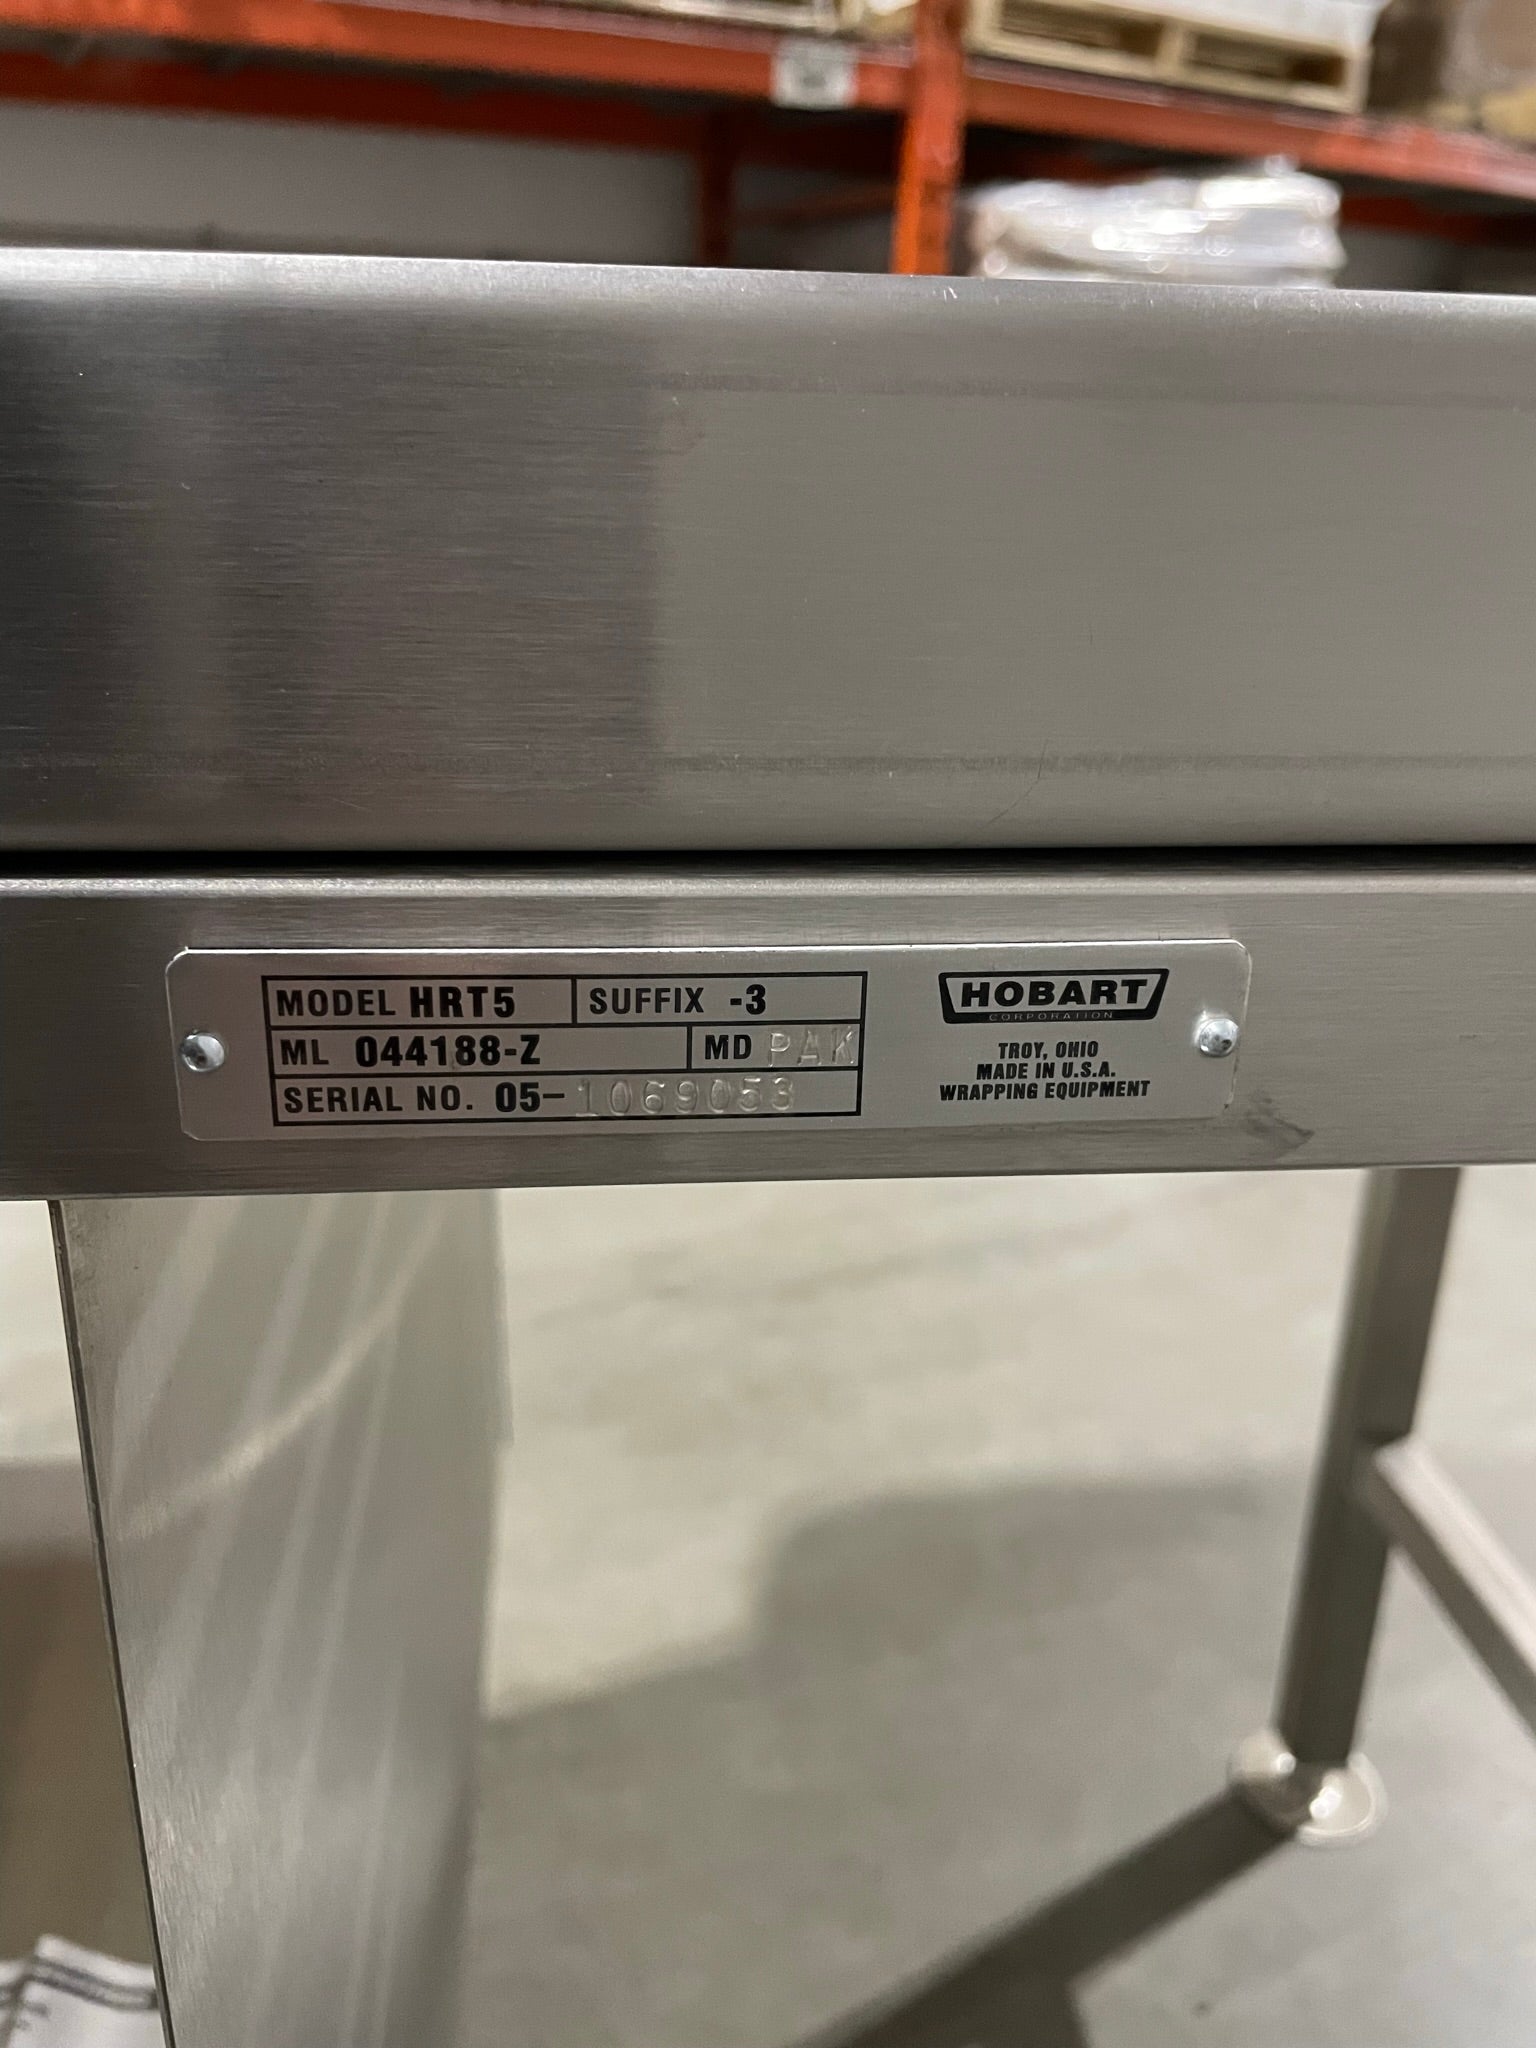 MODEL HRT5 SUFFIX -3
ML 044188-Z MD PAK
SERIAL NO. 05-1069053
HOBART
CORPORATION
TROY, OHIO
MADE IN U.S.A.
WRAPPING EQUIPMENT